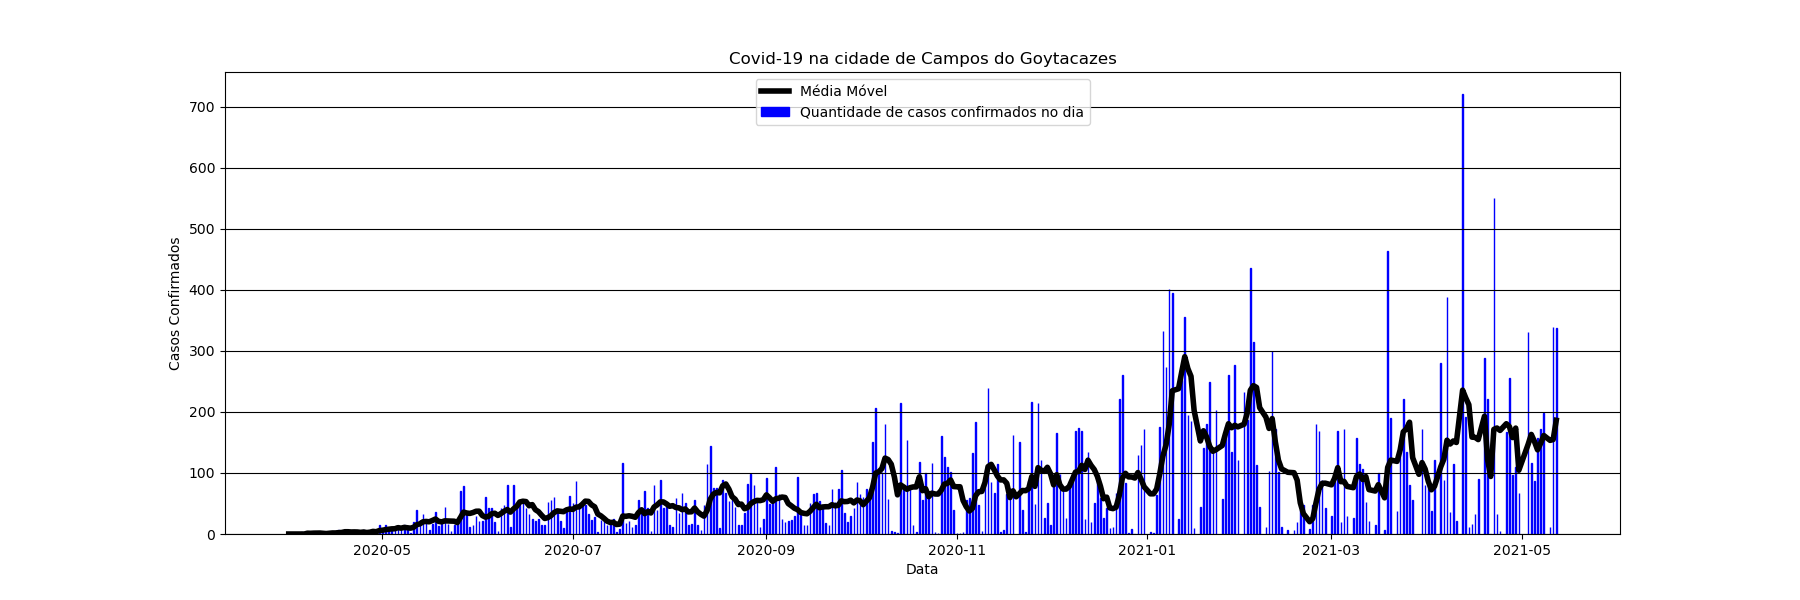 Covid-19 na cidade de Campos do Goytacazes
Média Móvel
Quantidade de casos confirmados no dia
Casos Confirmados
700
600
500
400
300
200
100
0
2020-05 2020-07 2020-09 2020-11 2021-01 2021-03 2021-05
Data